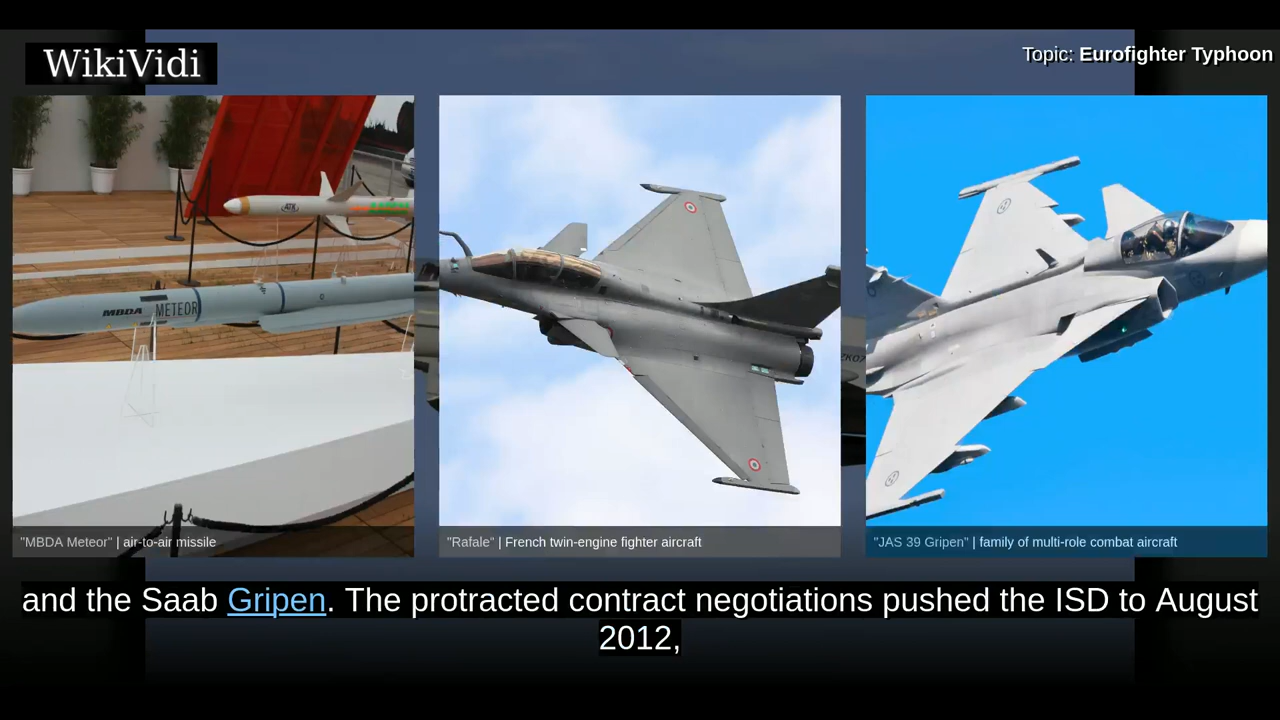 WikiVidi
Topic: Eurofighter Typhoon
ATK
MBDA METEOR
"MBDA Meteor" | air-to-air missile
"Rafale" | French twin-engine fighter aircraft
"JAS 39 Gripen" | family of multi-role combat aircraft
and the Saab Gripen. The protracted contract negotiations pushed the ISD to August
2012,